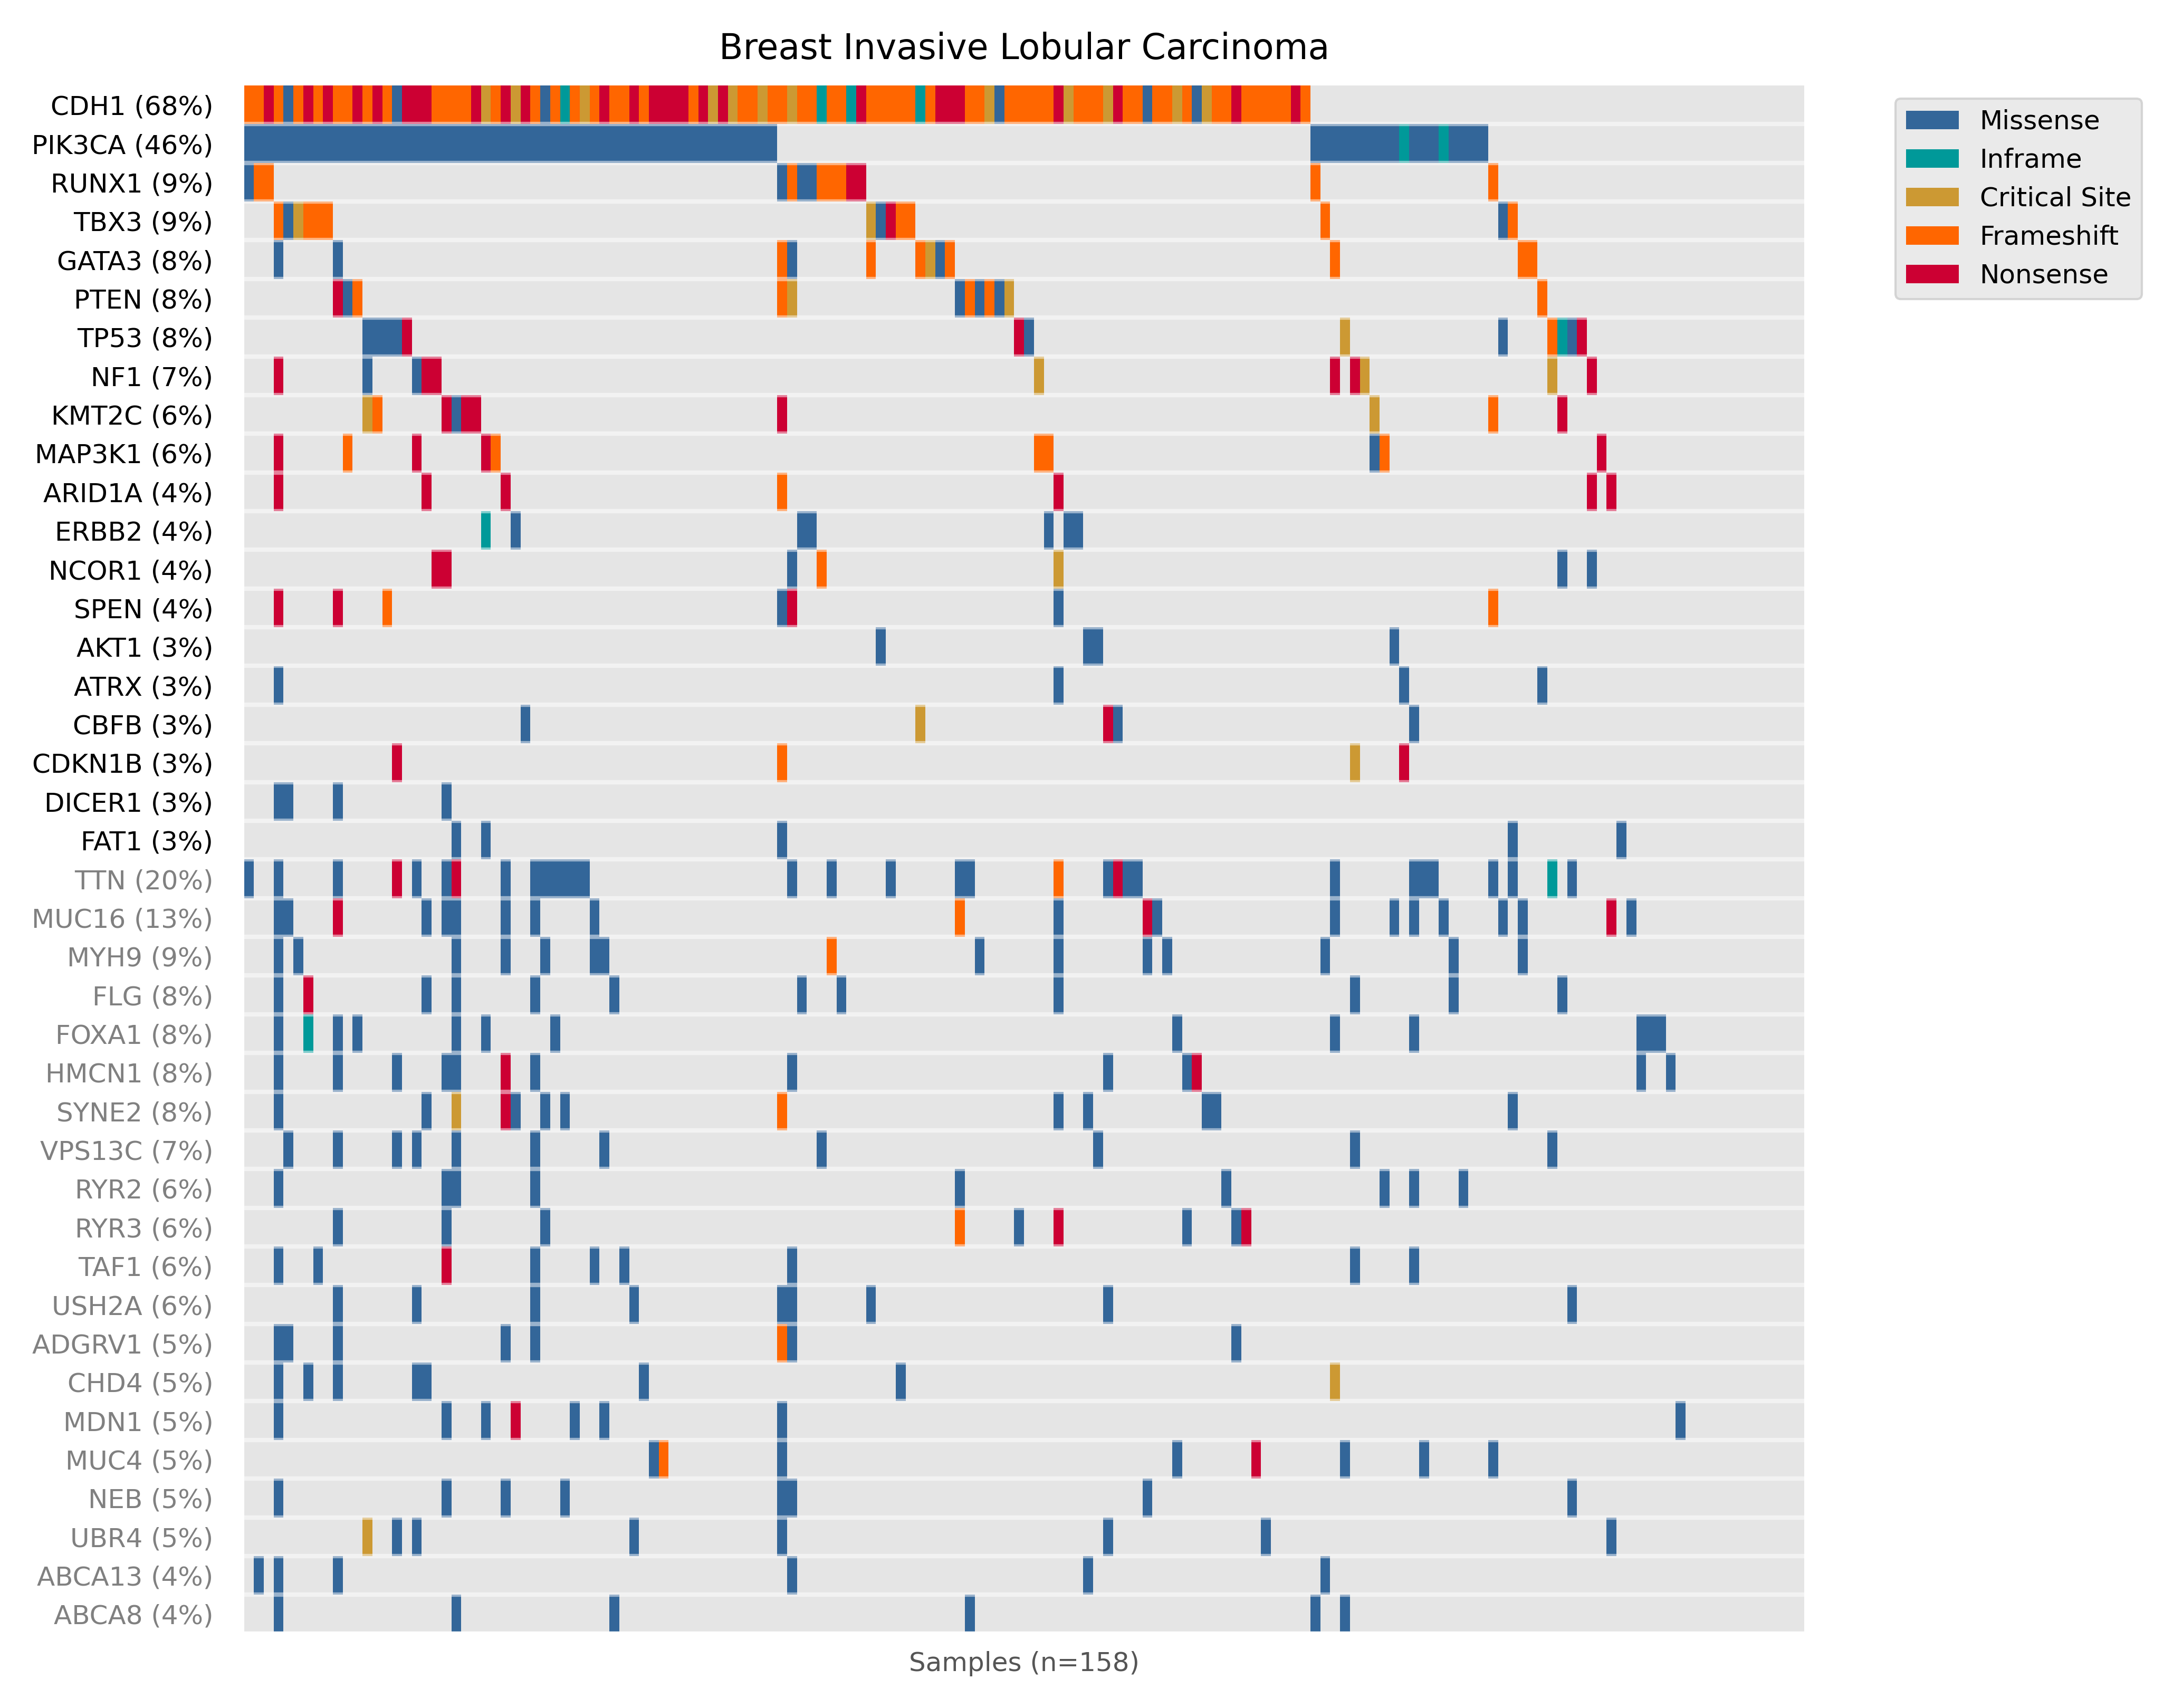 Breast Invasive Lobular Carcinoma
CDH1 (68%)
PIK3CA (46%)
RUNX1 (9%)
TBX3 (9%)
GATA3 (8%)
PTEN (8%)
TP53 (8%)
NF1 (7%)
KMT2C (6%)
MAP3K1 (6%)
ARID1A (4%)
ERBB2 (4%)
NCOR1 (4%)
SPEN (4%)
AKT1 (3%)
ATRX (3%)
CBFB (3%)
CDKN1B (3%)
DICER1 (3%)
FAT1 (3%)
TTN (20%)
MUC16 (13%)
MYH9 (9%)
FLG (8%)
FOXA1 (8%)
HMCN1 (8%)
SYNE2 (8%)
VPS13C (7%)
RYR2 (6%)
RYR3 (6%)
TAF1 (6%)
USH2A (6%)
ADGRV1 (5%)
CHD4 (5%)
MDN1 (5%)
MUC4 (5%)
NEB (5%)
UBR4 (5%)
ABCA13 (4%)
ABCA8 (4%)
Samples (n=158)
Missense
Inframe
Critical Site
Frameshift
Nonsense